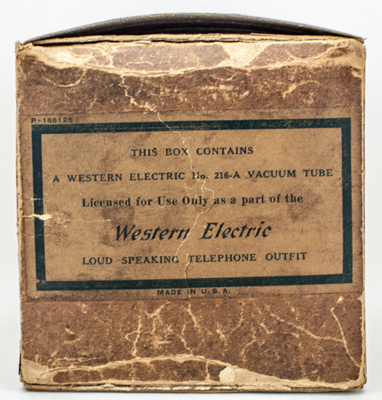 P-168128
THIS BOX CONTAINS
A WESTERN ELECTRIC No. 216-A VACUUM TUBE
Licensed for Use Only as a part of the
Western Electric
LOUD SPEAKING TELEPHONE OUTFIT
MADE IN U.S.A.